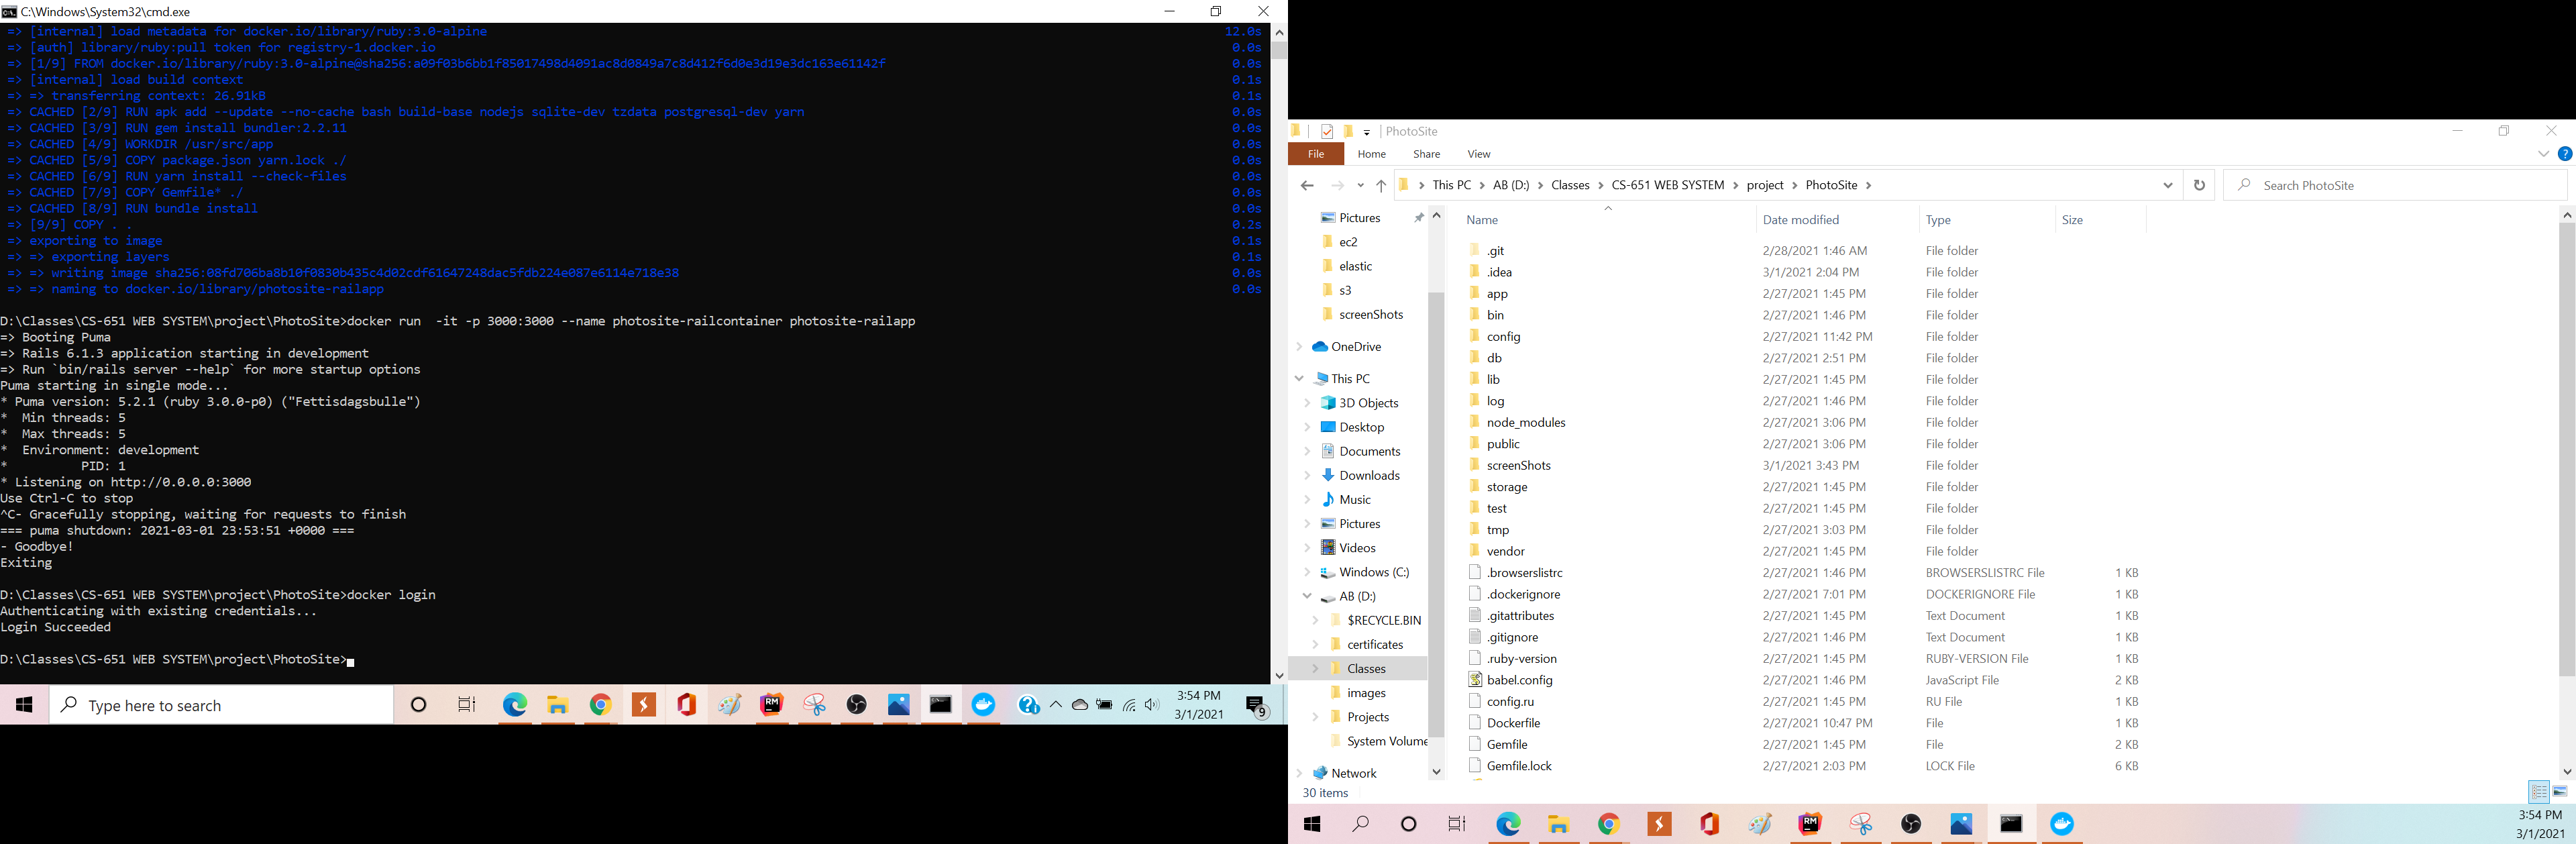 C:\Windows\System32\cmd.exe
=> [internal] load metadata for docker.io/library/ruby:3.0-alpine 12.0s
=> [auth] library/ruby:pull token for registry-1.docker.io 0.0s
=> [1/9] FROM docker.io/library/ruby:3.0-alpine@sha256:a09f03b6bb1f85017498d4091ac8d0849a7c8d412f6d0e3d19e3dc163e61142f 0.0s
=> [internal] load build context 0.1s
=> => transferring context: 26.91kB 0.1s
=> CACHED [2/9] RUN apk add --update --no-cache bash build-base nodejs sqlite-dev tzdata postgresql-dev yarn 0.0s
=> CACHED [3/9] RUN gem install bundler:2.2.11 0.0s
=> CACHED [4/9] WORKDIR /usr/src/app 0.0s
=> CACHED [5/9] COPY package.json yarn.lock ./ 0.0s
=> CACHED [6/9] RUN yarn install --check-files 0.0s
=> CACHED [7/9] COPY Gemfile* ./ 0.0s
=> CACHED [8/9] RUN bundle install 0.0s
=> [9/9] COPY . . 0.2s
=> exporting to image 0.1s
=> => exporting layers 0.1s
=> => writing image sha256:08fd706ba8b10f0830b435c4d02cdf61647248dac5fdb224e087e6114e718e38 0.0s
=> => naming to docker.io/library/photosite-railapp 0.0s
D:\Classes\CS-651 WEB SYSTEM\project\PhotoSite>docker run  -it -p 3000:3000 --name photosite-railcontainer photosite-railapp
=> Booting Puma
=> Rails 6.1.3 application starting in development
=> Run `bin/rails server --help` for more startup options
Puma starting in single mode...
* Puma version: 5.2.1 (ruby 3.0.0-p0) ("Fettisdagsbulle")
*  Min threads: 5
*  Max threads: 5
*  Environment: development
*          PID: 1
* Listening on http://0.0.0.0:3000
Use Ctrl-C to stop
^C- Gracefully stopping, waiting for requests to finish
=== puma shutdown: 2021-03-01 23:53:51 +0000 ===
- Goodbye!
Exiting
D:\Classes\CS-651 WEB SYSTEM\project\PhotoSite>docker login
Authenticating with existing credentials...
Login Succeeded
D:\Classes\CS-651 WEB SYSTEM\project\PhotoSite>
Type here to search
3:54 PM
3/1/2021
9
PhotoSite
File Home Share View
This PC > AB (D:) > Classes > CS-651 WEB SYSTEM > project > PhotoSite >
Search PhotoSite
Pictures
ec2
elastic
s3
screenShots
OneDrive
This PC
3D Objects
Desktop
Documents
Downloads
Music
Pictures
Videos
Windows (C:)
AB (D:)
$RECYCLE.BIN
certificates
Classes
images
Projects
System Volume
Network
Name Date modified Type Size
.git 2/28/2021 1:46 AM File folder
.idea 3/1/2021 2:04 PM File folder
app 2/27/2021 1:45 PM File folder
bin 2/27/2021 1:46 PM File folder
config 2/27/2021 11:42 PM File folder
db 2/27/2021 2:51 PM File folder
lib 2/27/2021 1:45 PM File folder
log 2/27/2021 1:46 PM File folder
node_modules 2/27/2021 3:06 PM File folder
public 2/27/2021 3:06 PM File folder
screenShots 3/1/2021 3:43 PM File folder
storage 2/27/2021 1:45 PM File folder
test 2/27/2021 1:45 PM File folder
tmp 2/27/2021 3:03 PM File folder
vendor 2/27/2021 1:45 PM File folder
.browserslistrc 2/27/2021 1:46 PM BROWSERSLISTRC File 1 KB
.dockerignore 2/27/2021 7:01 PM DOCKERIGNORE File 1 KB
.gitattributes 2/27/2021 1:45 PM Text Document 1 KB
.gitignore 2/27/2021 1:46 PM Text Document 1 KB
.ruby-version 2/27/2021 1:45 PM RUBY-VERSION File 1 KB
babel.config 2/27/2021 1:46 PM JavaScript File 2 KB
config.ru 2/27/2021 1:45 PM RU File 1 KB
Dockerfile 2/27/2021 10:47 PM File 1 KB
Gemfile 2/27/2021 1:45 PM File 2 KB
Gemfile.lock 2/27/2021 2:03 PM LOCK File 6 KB
30 items
RM
3:54 PM
3/1/2021